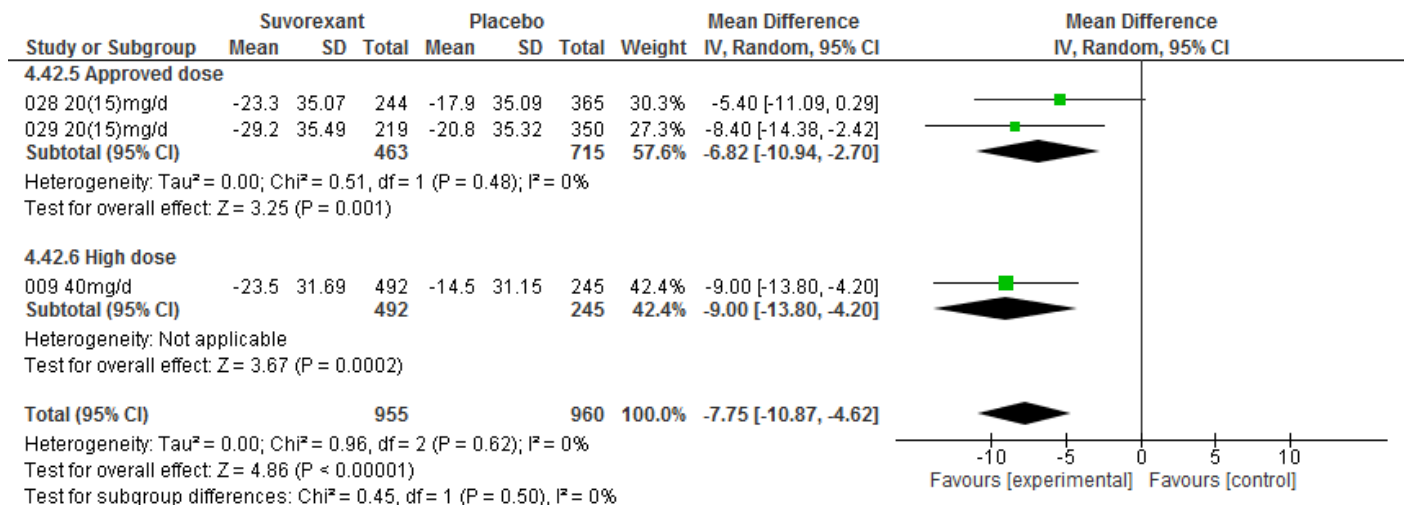 Suvorexant Placebo Mean Difference Mean Difference
Study or Subgroup Mean SD Total Mean SD Total Weight IV, Random, 95% CI IV, Random, 95% CI
4.42.5 Approved dose
028 20(15)mg/d -23.3 35.07 244 -17.9 35.09 365 30.3% -5.40 [-11.09, 0.29]
029 20(15)mg/d -29.2 35.49 219 -20.8 35.32 350 27.3% -8.40 [-14.38, -2.42]
Subtotal (95% CI) 463 715 57.6% -6.82 [-10.94, -2.70]
Heterogeneity: Tau² = 0.00; Chi² = 0.51, df = 1 (P = 0.48); I² = 0%
Test for overall effect: Z = 3.25 (P = 0.001)
4.42.6 High dose
009 40mg/d -23.5 31.69 492 -14.5 31.15 245 42.4% -9.00 [-13.80, -4.20]
Subtotal (95% CI) 492 245 42.4% -9.00 [-13.80, -4.20]
Heterogeneity: Not applicable
Test for overall effect: Z = 3.67 (P = 0.0002)
Total (95% CI) 955 960 100.0% -7.75 [-10.87, -4.62]
Heterogeneity: Tau² = 0.00; Chi² = 0.96, df = 2 (P = 0.62); I² = 0%
Test for overall effect: Z = 4.86 (P < 0.00001)
Test for subgroup differences: Chi² = 0.45, df = 1 (P = 0.50), I² = 0%
-10 -5 0 5 10
Favours [experimental] Favours [control]